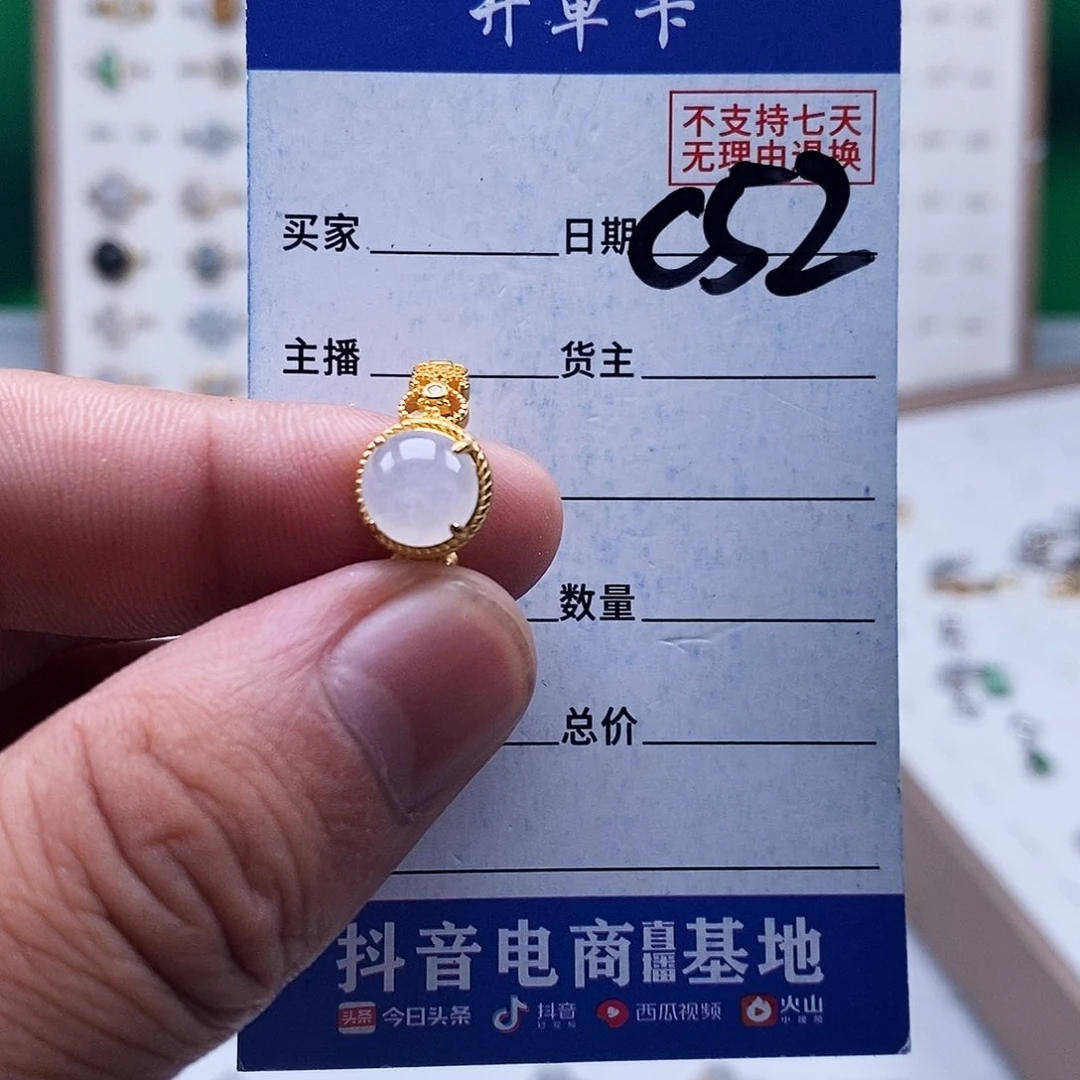 开单卡
不支持七天
无理由退换
买家 日期 052
主播 货主
数量
总价
抖音电商直播基地
头条 今日头条 抖音 西瓜视频 火山